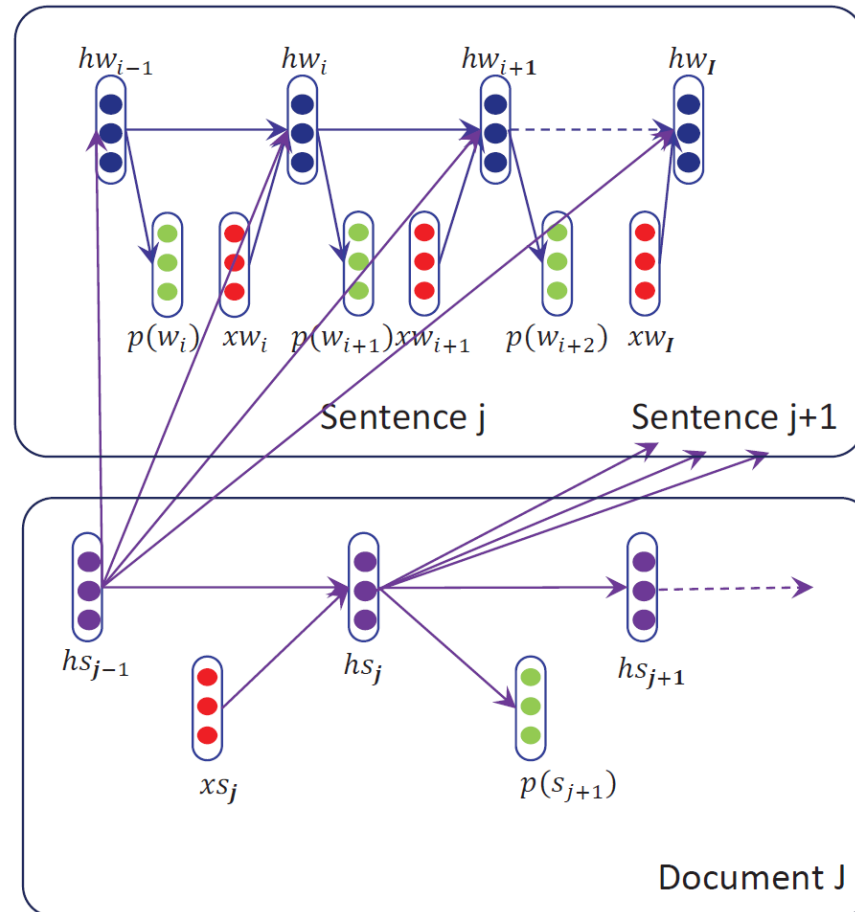 hw_{i−1} hw_i hw_{i+1} hw_I
p(w_i) xw_i p(w_{i+1}) xw_{i+1} p(w_{i+2}) xw_I
Sentence j Sentence j+1
hs_{j−1} hs_j hs_{j+1}
xs_j p(s_{j+1})
Document J